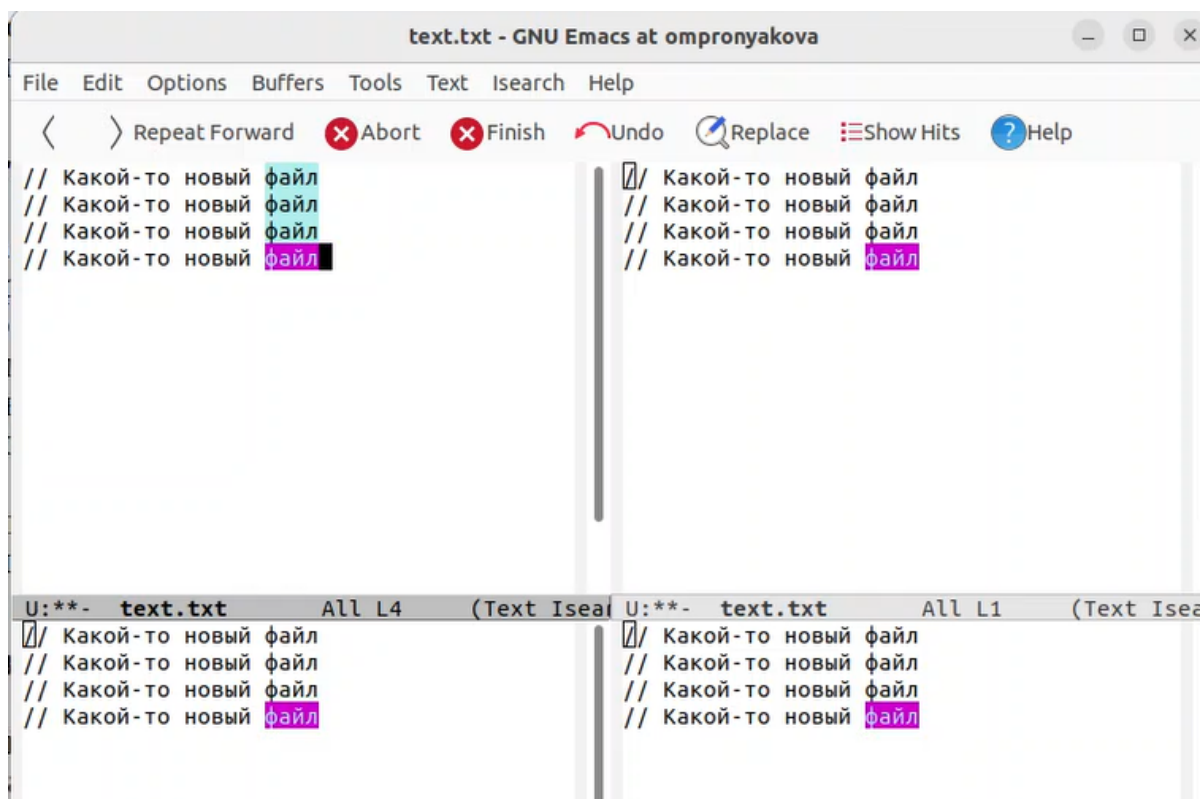 text.txt - GNU Emacs at ompronyakova
File Edit Options Buffers Tools Text Isearch Help
Repeat Forward Abort Finish Undo Replace Show Hits Help
// Какой-то новый файл
// Какой-то новый файл
// Какой-то новый файл
// Какой-то новый файл
U:**- text.txt All L4 (Text Isea
// Какой-то новый файл
// Какой-то новый файл
// Какой-то новый файл
// Какой-то новый файл
U:**- text.txt All L1 (Text Isea
// Какой-то новый файл
// Какой-то новый файл
// Какой-то новый файл
// Какой-то новый файл
// Какой-то новый файл
// Какой-то новый файл
// Какой-то новый файл
// Какой-то новый файл